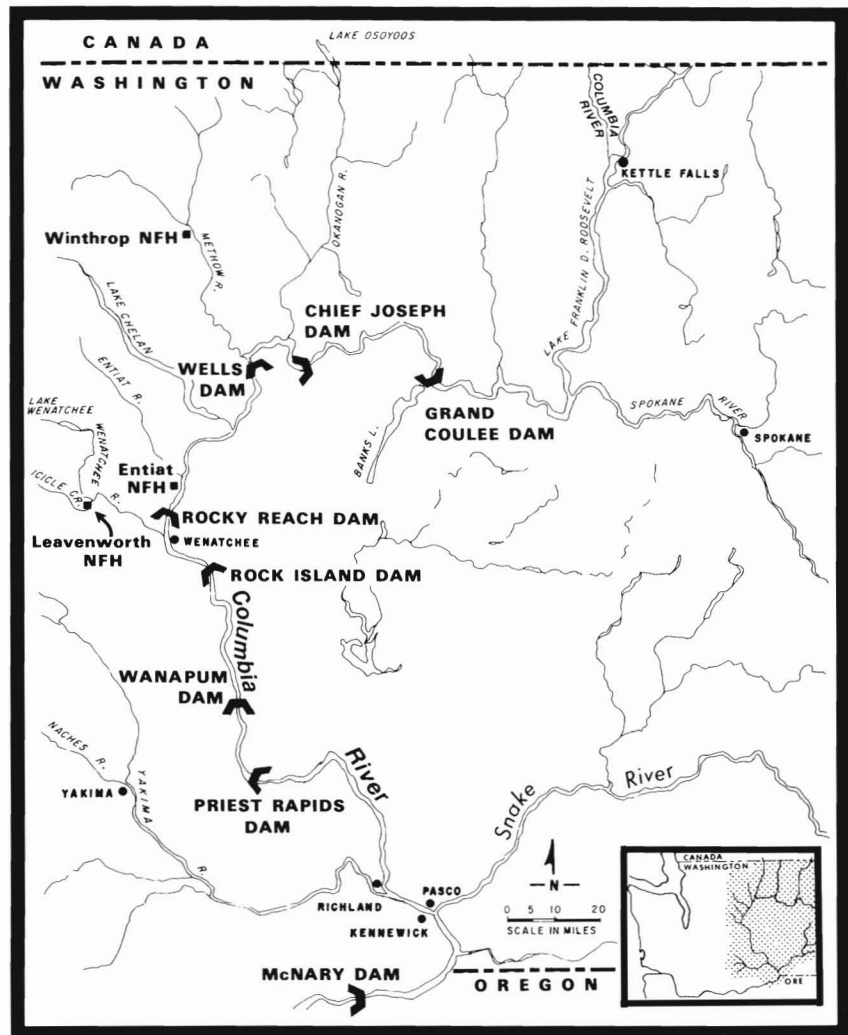 CANADA
WASHINGTON
LAKE OSOYOOS
COLUMBIA
RIVER
KETTLE FALLS
OKANOGAN R.
LAKE FRANKLIN D. ROOSEVELT
Winthrop NFH
METHOW R.
LAKE CHELAN
CHIEF JOSEPH
DAM
WELLS
DAM
ENTIAT R.
LAKE
WENATCHEE
WENATCHEE
R.
ICICLE CR.
GRAND
COULEE DAM
BANKS L.
SPOKANE
RIVER
SPOKANE
Entiat
NFH
ROCKY REACH DAM
WENATCHEE
Leavenworth
NFH
ROCK ISLAND DAM
Columbia
River
WANAPUM
DAM
NACHES R.
YAKIMA
YAKIMA
R.
PRIEST RAPIDS
DAM
Snake
River
N
RICHLAND
PASCO
KENNEWICK
0 5 10 20
SCALE IN MILES
McNARY DAM
OREGON
CANADA
WASHINGTON
ORE